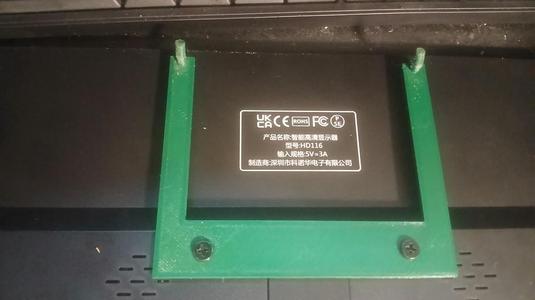 UK CA CE RoHS FC PSE
产品名称:智能高清显示器
型号:HD116
输入规格:5V=3A
制造商:深圳市科诺华电子有限公司